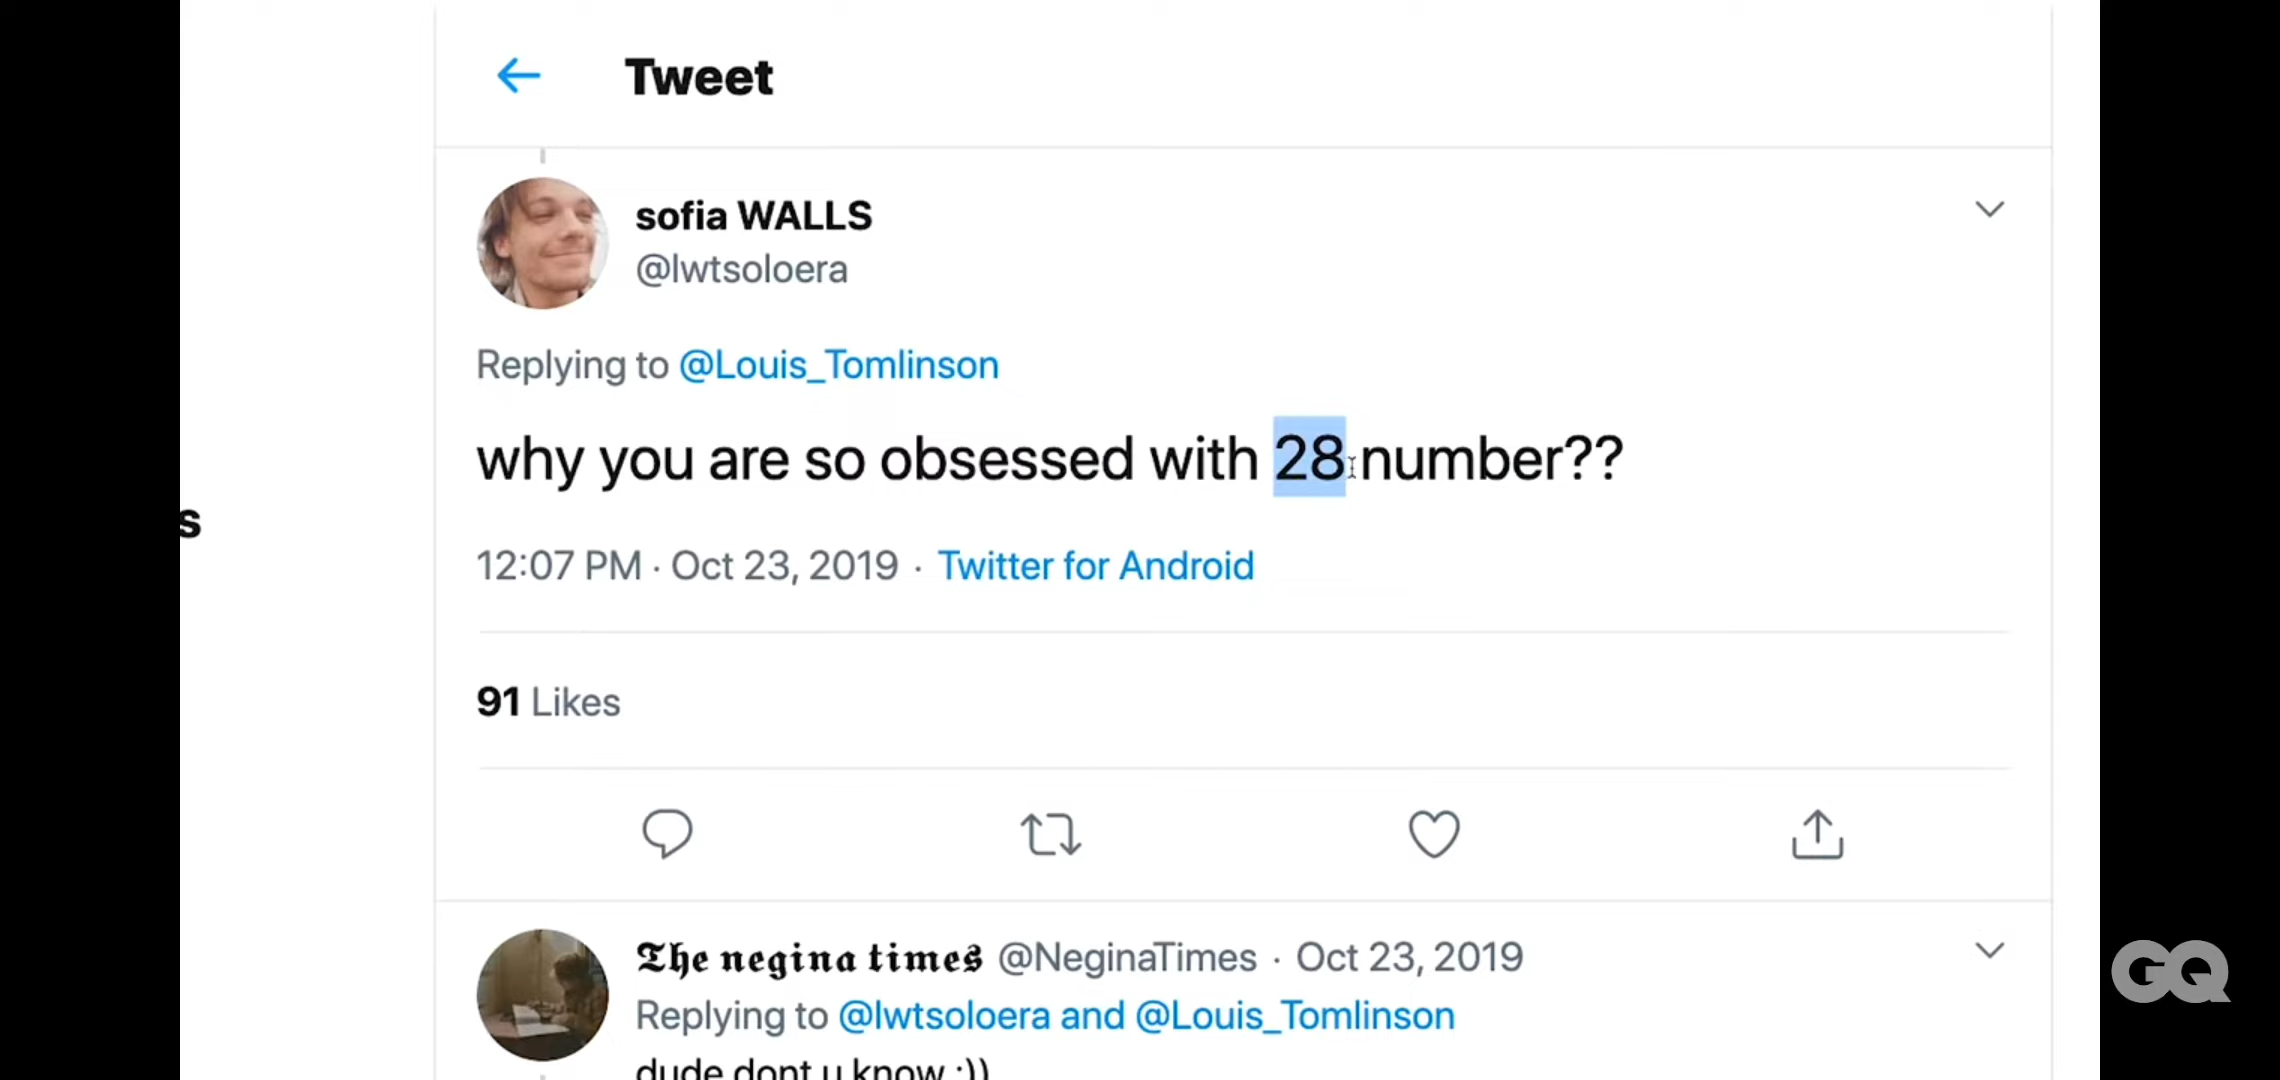 Tweet
sofia WALLS
@lwtsoloera
Replying to @Louis_Tomlinson
why you are so obsessed with 28 number??
s
12:07 PM · Oct 23, 2019 · Twitter for Android
91 Likes
The negina times @NeginaTimes · Oct 23, 2019
GQ
Replying to @lwtsoloera and @Louis_Tomlinson
dude dont u know :))